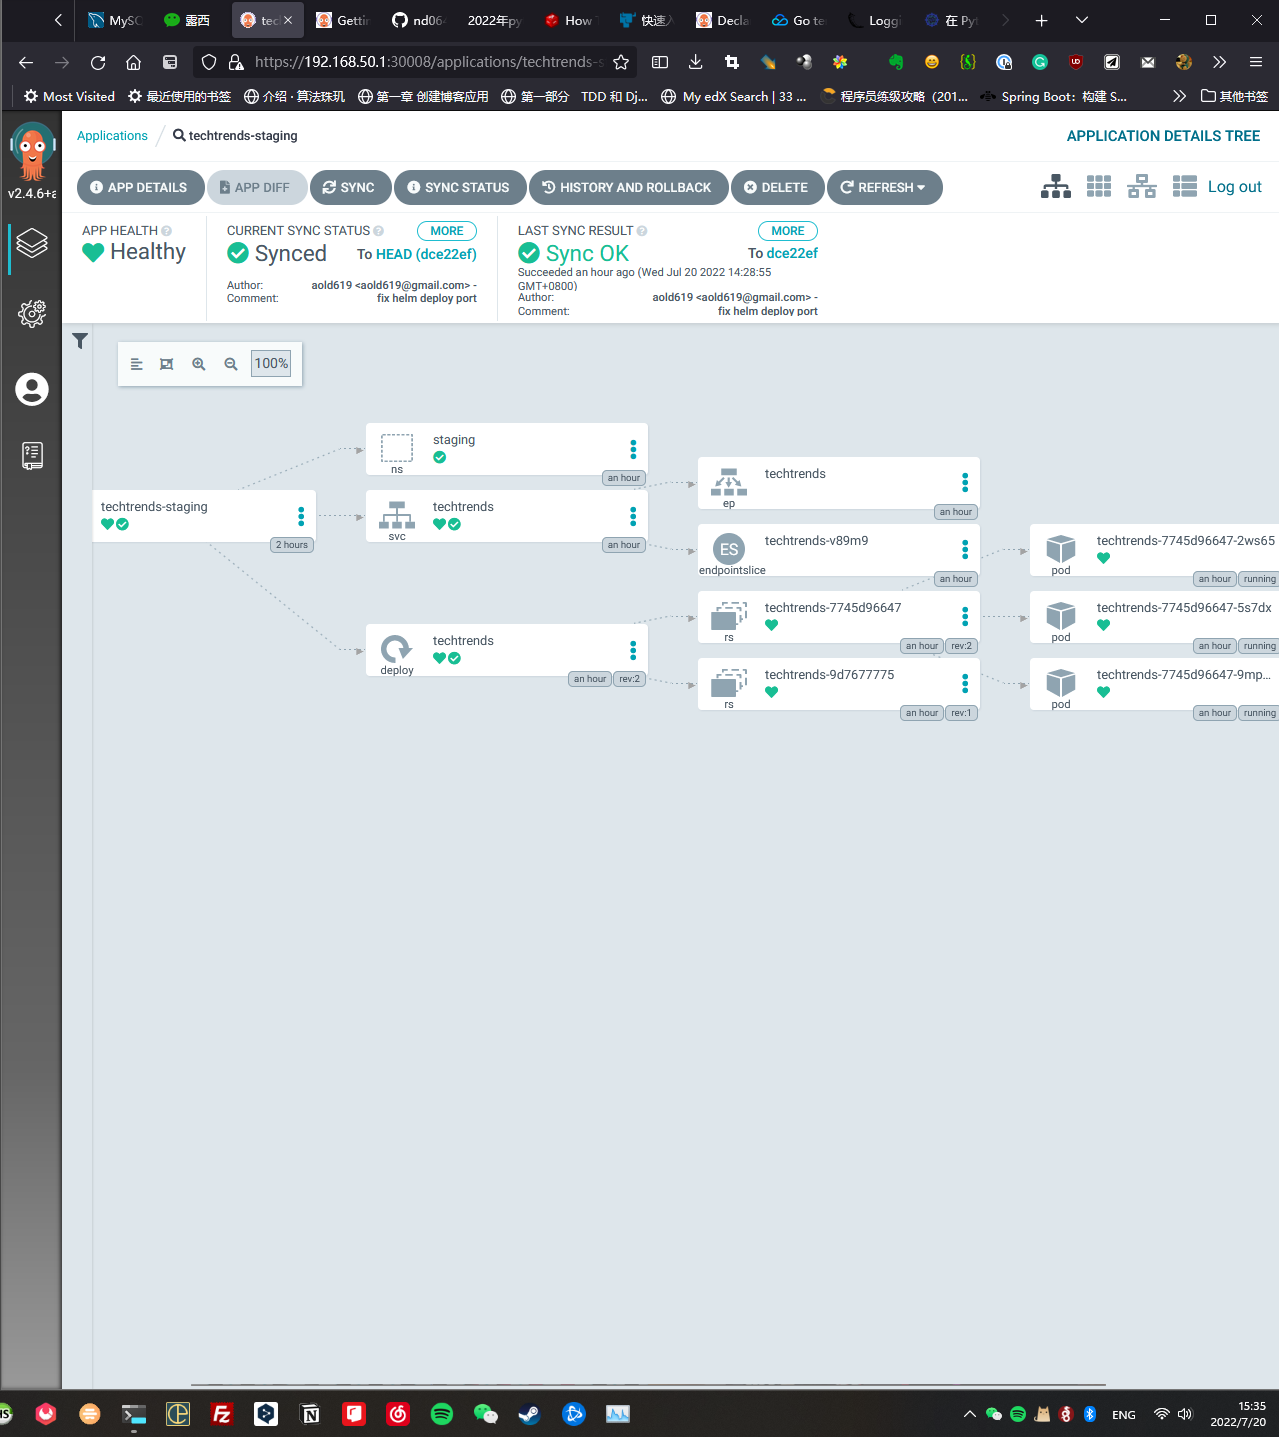 MySQ
露西
tec
Gettin
nd064
2022年py
How T
快速入
Decla
Go te
Loggi
在 Pyt
https://192.168.50.1:30008/applications/techtrends-s
Most Visited
最近使用的书签
介绍 · 算法珠玑
第一章 创建博客应用
第一部分 TDD 和 Dj...
My edX Search | 33 ...
程序员练级攻略（201...
Spring Boot：构建 S...
其他书签
v2.4.6+a
Applications
techtrends-staging
APPLICATION DETAILS TREE
APP DETAILS
APP DIFF
SYNC
SYNC STATUS
HISTORY AND ROLLBACK
DELETE
REFRESH
Log out
APP HEALTH
Healthy
CURRENT SYNC STATUS
MORE
Synced
To HEAD (dce22ef)
Author: aold619 <aold619@gmail.com> -
Comment: fix helm deploy port
LAST SYNC RESULT
MORE
Sync OK
To dce22ef
Succeeded an hour ago (Wed Jul 20 2022 14:28:55
GMT+0800)
Author: aold619 <aold619@gmail.com> -
Comment: fix helm deploy port
100%
techtrends-staging
2 hours
staging
ns
an hour
techtrends
svc
an hour
techtrends
deploy
an hour
rev:2
techtrends
ep
an hour
ES
techtrends-v89m9
endpointslice
an hour
techtrends-7745d96647
rs
an hour
rev:2
techtrends-9d7677775
rs
an hour
rev:1
techtrends-7745d96647-2ws65
pod
an hour
running
techtrends-7745d96647-5s7dx
pod
an hour
running
techtrends-7745d96647-9mp...
pod
an hour
running
ENG
15:35
2022/7/20